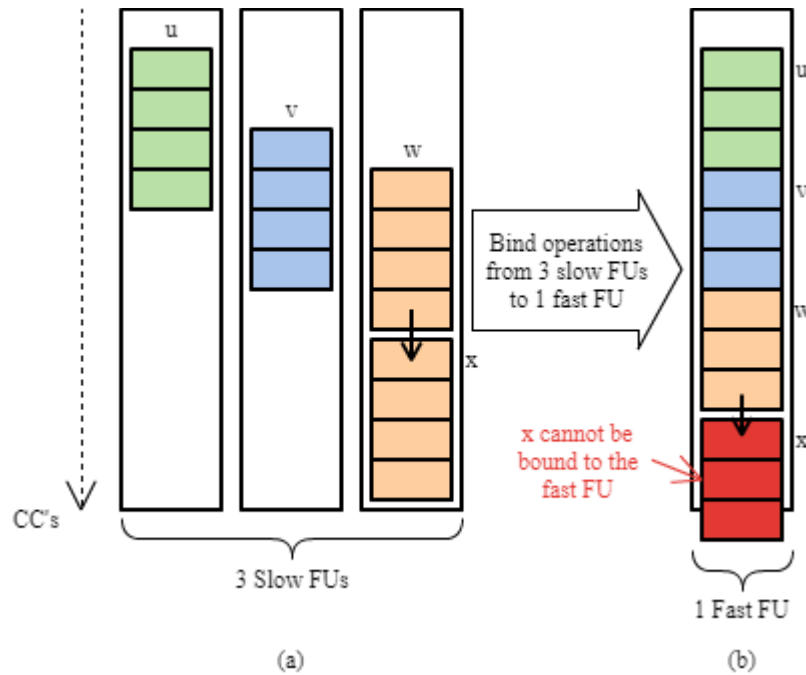 u
v
w
x
CC's
3 Slow FUs
(a)
Bind operations
from 3 slow FUs
to 1 fast FU
u
v
w
x
x cannot be
bound to the
fast FU
1 Fast FU
(b)